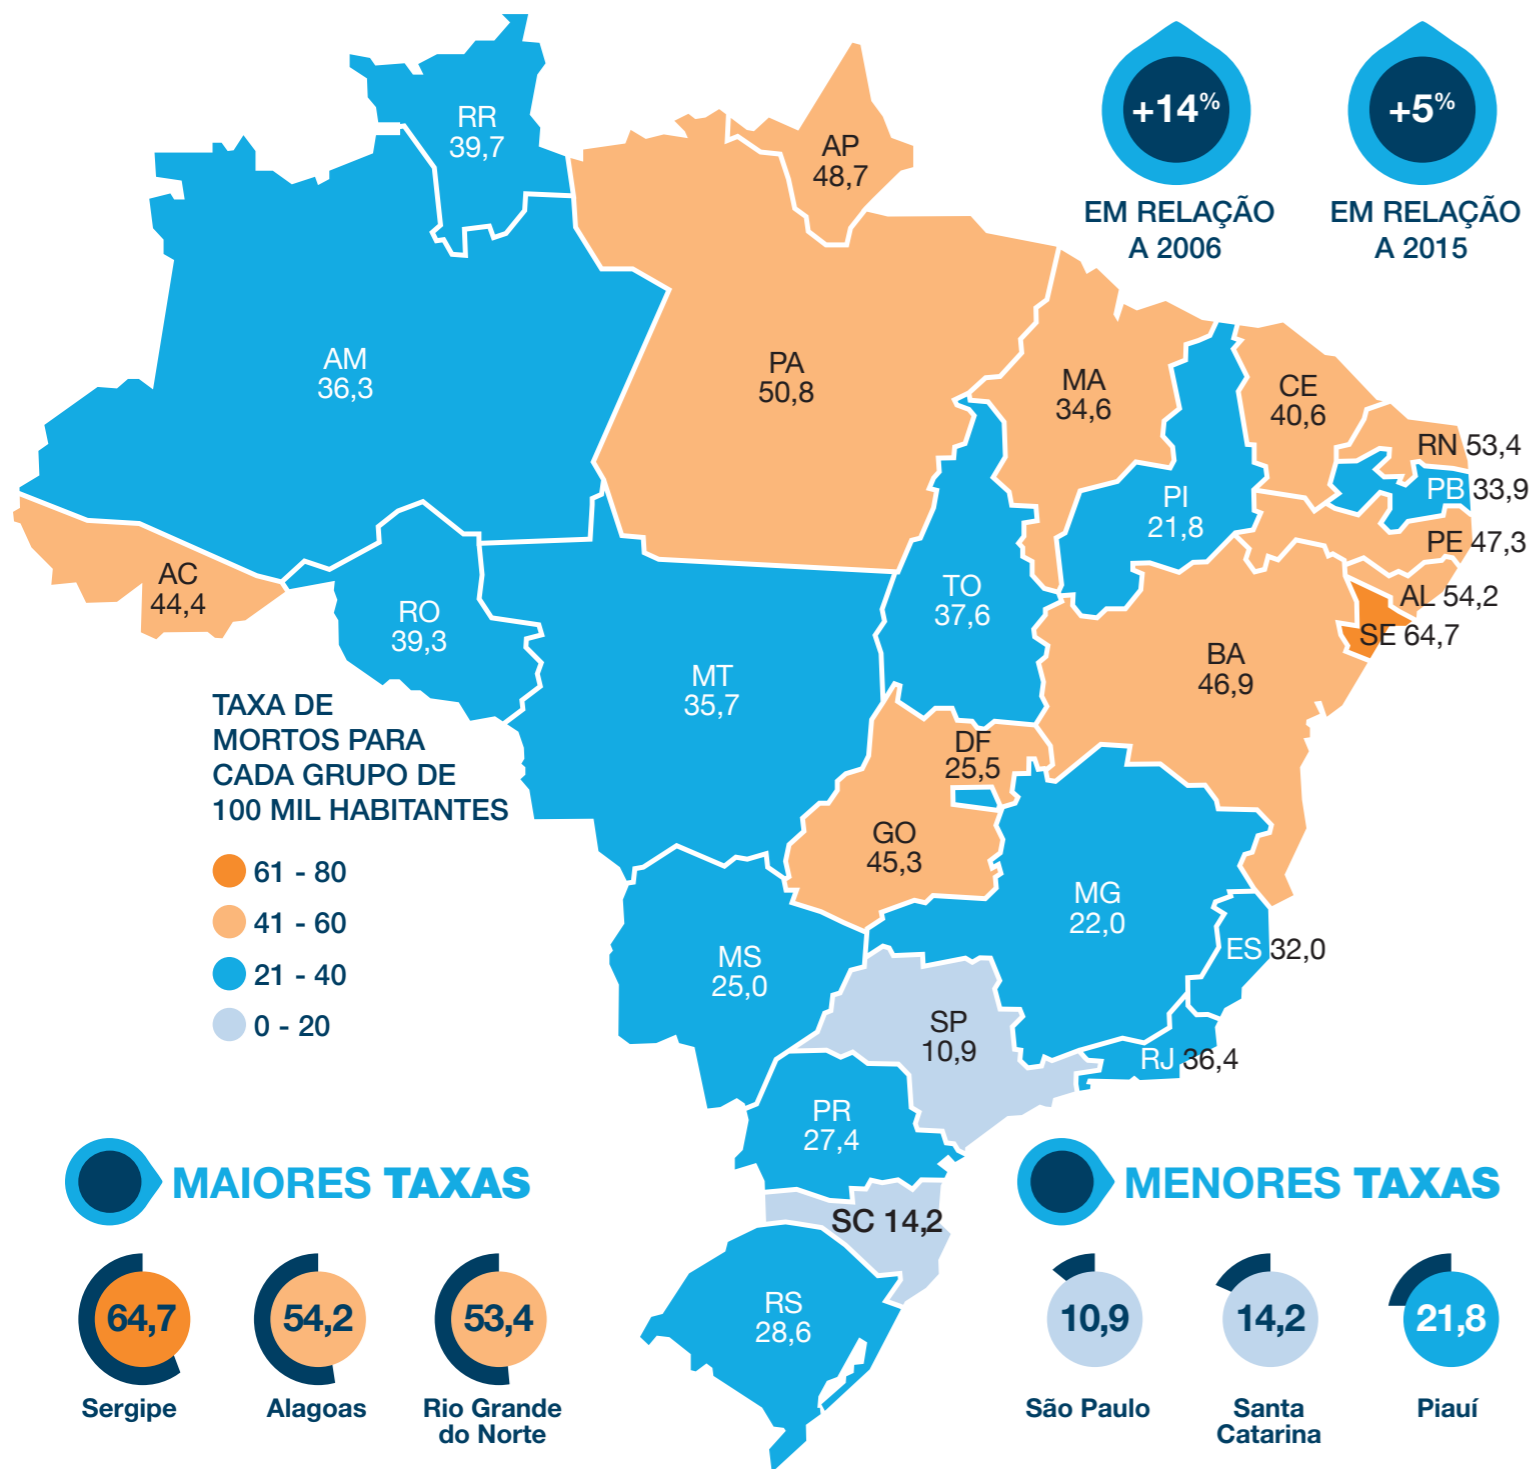 +14%
EM RELAÇÃO
A 2006
+5%
EM RELAÇÃO
A 2015
RR
39,7
AP
48,7
AM
36,3
PA
50,8
MA
34,6
CE
40,6
RN 53,4
PB 33,9
PI
21,8
PE 47,3
AC
44,4
RO
39,3
TO
37,6
AL 54,2
SE 64,7
BA
46,9
MT
35,7
DF
25,5
GO
45,3
MG
22,0
ES 32,0
MS
25,0
SP
10,9
RJ 36,4
PR
27,4
SC 14,2
RS
28,6
TAXA DE
MORTOS PARA
CADA GRUPO DE
100 MIL HABITANTES
61 - 80
41 - 60
21 - 40
0 - 20
MAIORES TAXAS
64,7
Sergipe
54,2
Alagoas
53,4
Rio Grande
do Norte
MENORES TAXAS
10,9
São Paulo
14,2
Santa
Catarina
21,8
Piauí